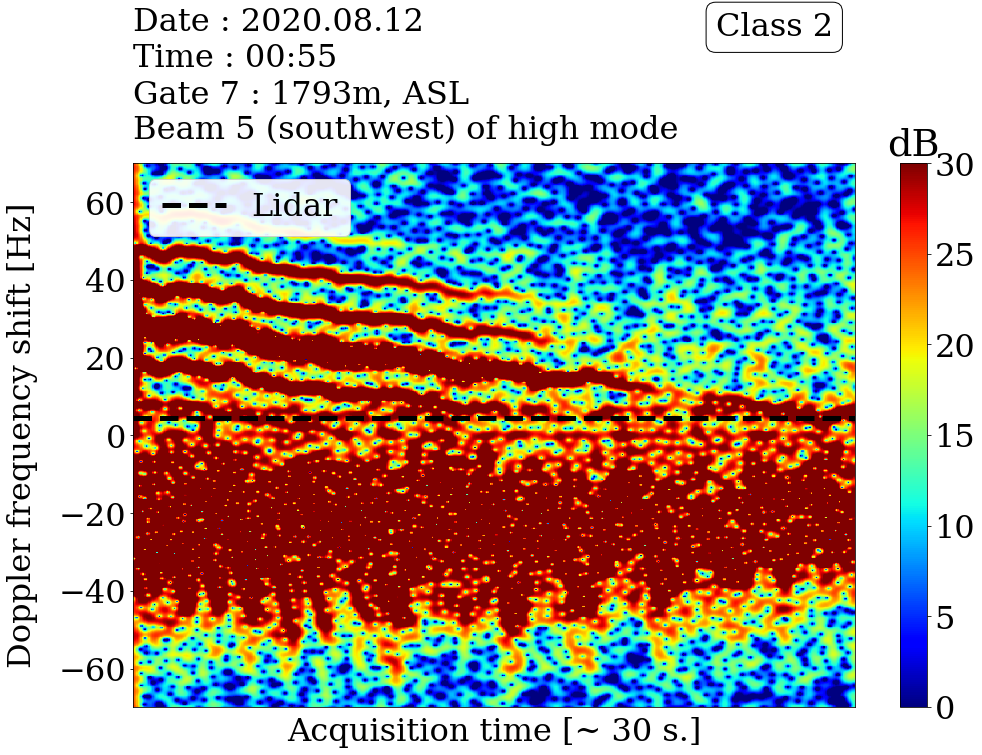 Date : 2020.08.12
Time : 00:55
Gate 7 : 1793m, ASL
Beam 5 (southwest) of high mode
Class 2
dB
Lidar
Doppler frequency shift [Hz]
60
40
20
0
−20
−40
−60
30
25
20
15
10
5
0
Acquisition time [~ 30 s.]